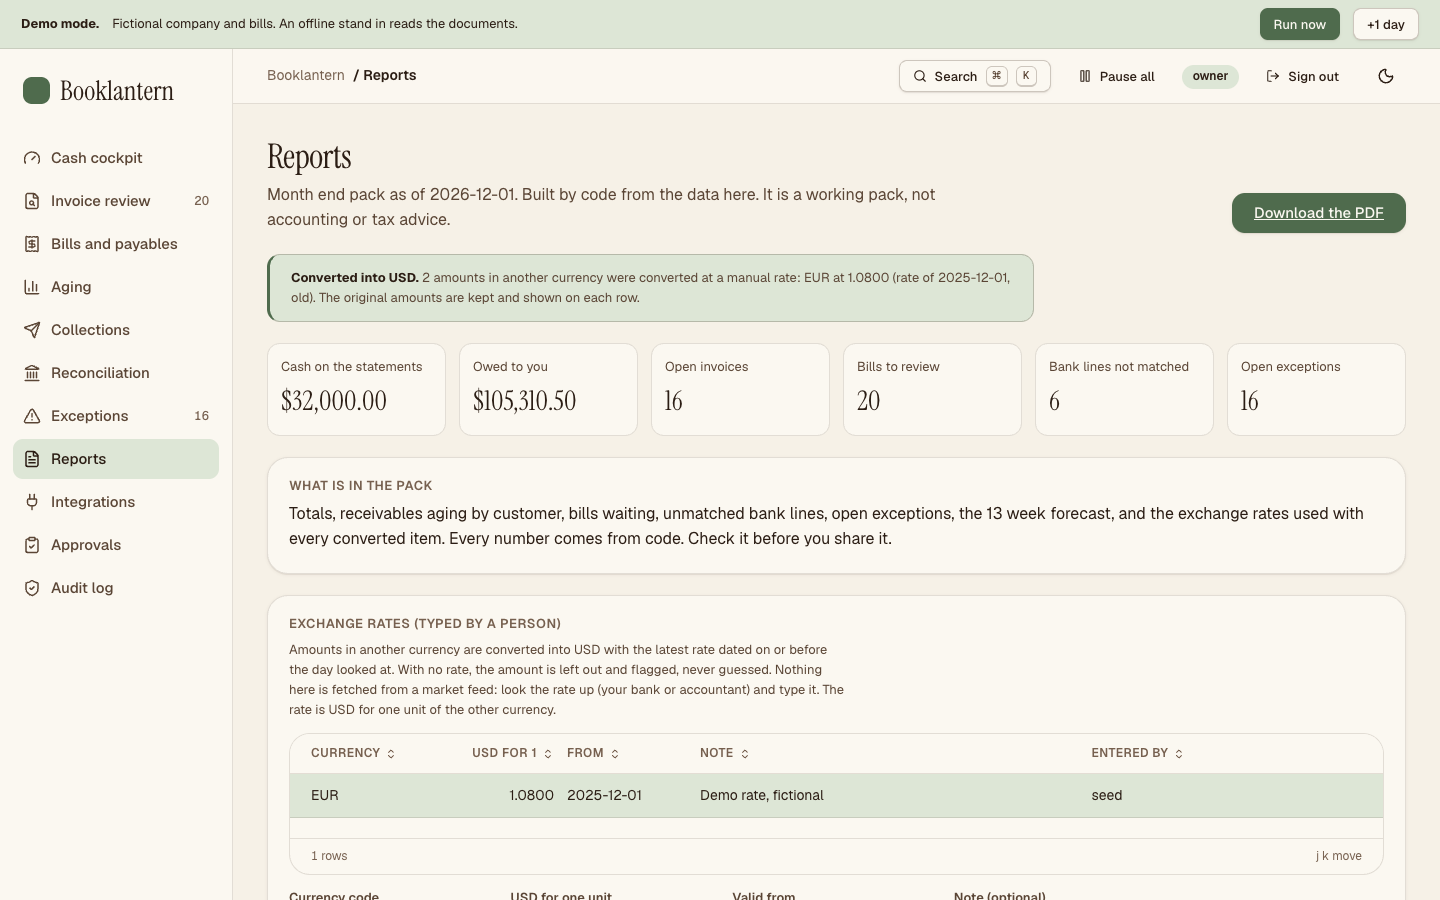 Demo mode. Fictional company and bills. An offline stand in reads the documents.
Run now
+1 day
Booklantern
Booklantern / Reports
Search ⌘ K
Pause all
owner
Sign out
Cash cockpit
Invoice review 20
Bills and payables
Aging
Collections
Reconciliation
Exceptions 16
Reports
Integrations
Approvals
Audit log
Reports
Month end pack as of 2026-12-01. Built by code from the data here. It is a working pack, not
accounting or tax advice.
Download the PDF
Converted into USD. 2 amounts in another currency were converted at a manual rate: EUR at 1.0800 (rate of 2025-12-01,
old). The original amounts are kept and shown on each row.
Cash on the statements
$32,000.00
Owed to you
$105,310.50
Open invoices
16
Bills to review
20
Bank lines not matched
6
Open exceptions
16
WHAT IS IN THE PACK
Totals, receivables aging by customer, bills waiting, unmatched bank lines, open exceptions, the 13 week forecast, and the exchange rates used with
every converted item. Every number comes from code. Check it before you share it.
EXCHANGE RATES (TYPED BY A PERSON)
Amounts in another currency are converted into USD with the latest rate dated on or before
the day looked at. With no rate, the amount is left out and flagged, never guessed. Nothing
here is fetched from a market feed: look the rate up (your bank or accountant) and type it. The
rate is USD for one unit of the other currency.
CURRENCY USD FOR 1 FROM NOTE ENTERED BY
EUR 1.0800 2025-12-01 Demo rate, fictional seed
1 rows j k move
Currency code USD for one unit Valid from Note (optional)